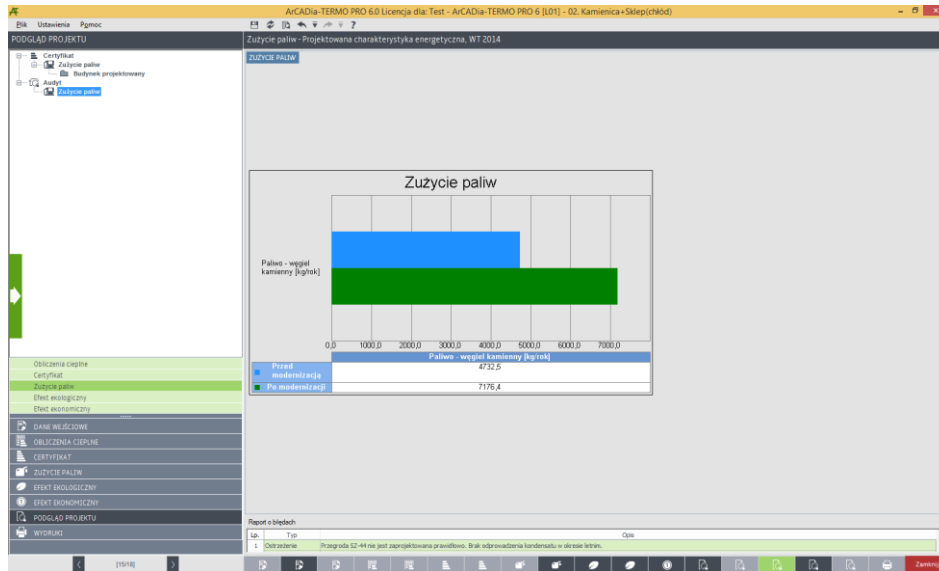 ArCADia-TERMO PRO 6.0 Licencja dla: Test - ArCADia-TERMO PRO 6 [L01] - 02. Kamienica+Sklep(chłód)
Plik Ustawienia Pomoc
PODGLĄD PROJEKTU
Zużycie paliw - Projektowana charakterystyka energetyczna, WT 2014
Certyfikat
Zużycie paliw
Budynek projektowany
Audyt
Zużycie paliw
ZUŻYCIE PALIW
Zużycie paliw
Paliwo - węgiel
kamienny [kg/rok]
0,0 1000,0 2000,0 3000,0 4000,0 5000,0 6000,0 7000,0
Paliwo - węgiel kamienny [kg/rok]
Przed
modernizacją
4732,5
Po modernizacji
7176,4
Obliczenia cieplne
Certyfikat
Zużycie paliw
Efekt ekologiczny
Efekt ekonomiczny
DANE WEJŚCIOWE
OBLICZENIA CIEPLNE
CERTYFIKAT
ZUŻYCIE PALIW
EFEKT EKOLOGICZNY
EFEKT EKONOMICZNY
PODGLĄD PROJEKTU
WYDRUKI
Raport o błędach
Lp. Typ Opis
1 Ostrzeżenie Przegroda SZ-44 nie jest zaprojektowana prawidłowo. Brak odprowadzenia kondensatu w okresie letnim.
[15/18]
Zamknij